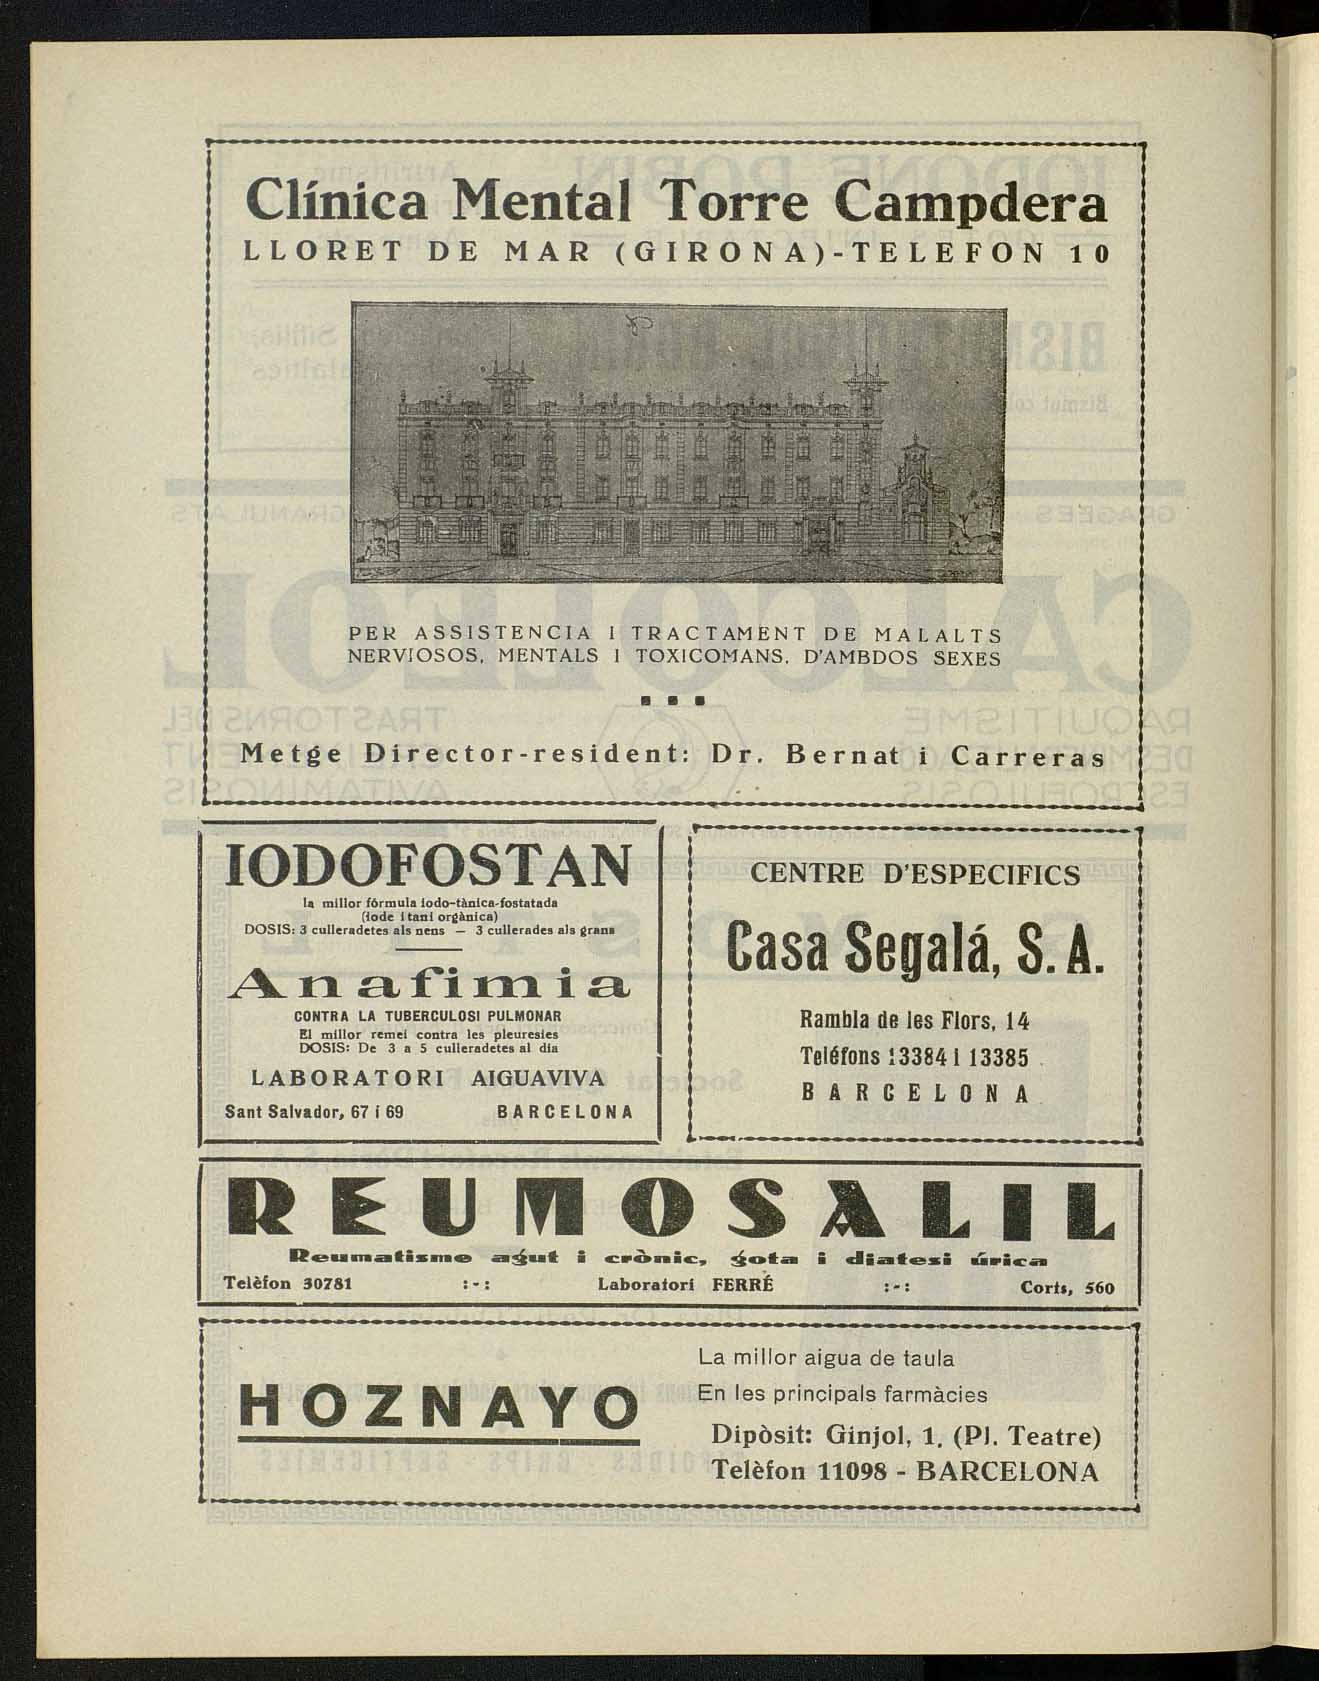 Clínica Mental Torre Campdera
LLORET DE MAR (GIRONA)-TELEFON 10
PER ASSISTENCIA I TRACTAMENT DE MALALTS
NERVIOSOS, MENTALS I TOXICOMANS, D'AMBDOS SEXES
Metge Director-resident: Dr. Bernat i Carreras
IODOFOSTAN
la millor fórmula iodo-tànica-fostatada
(iode i tani orgànica)
DOSIS: 3 culleradetes als nens — 3 cullerades als grans
Anafimia
CONTRA LA TUBERCULOSI PULMONAR
El millor remei contra les pleuresies
DOSIS: De 3 a 5 culleradetes al dia
LABORATORI AIGUAVIVA
Sant Salvador, 67 i 69 BARCELONA
CENTRE D'ESPECIFICS
Casa Segalá, S. A.
Rambla de les Flors, 14
Teléfons 13384 i 13385
BARCELONA
REUMOSALIL
Reumatisme agut i crònic, gota i diatesi úrica
Telèfon 30781 :-: Laboratori FERRÉ :-: Corts, 560
HOZNAYO
La millor aigua de taula
En les principals farmàcies
Dipòsit: Ginjol, 1. (Pl. Teatre)
Telèfon 11098 - BARCELONA